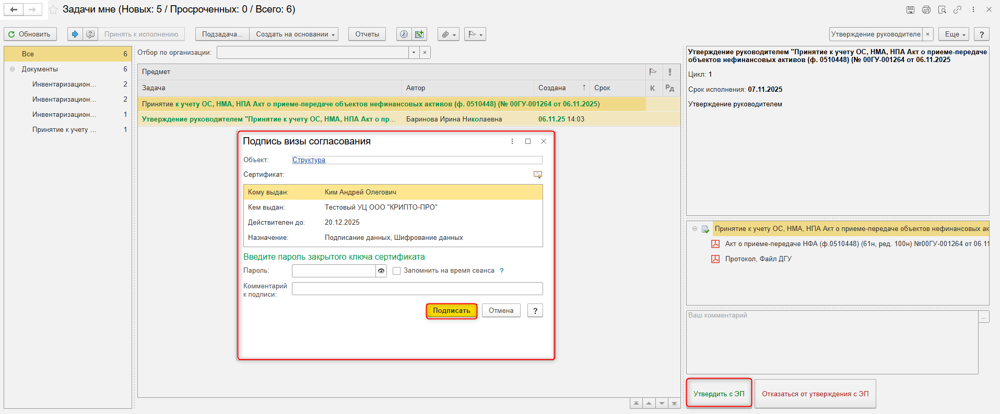 Задачи мне (Новых: 5 / Просроченных: 0 / Всего: 6)
Обновить
Принять к исполнению
Подзадача...
Создать на основании
Отчеты
Утверждение руководителе
×
Еще
?
Все 6
Документы 6
Инвентаризацион... 2
Инвентаризацион... 2
Инвентаризацион... 1
Принятие к учету ... 1
Отбор по организации:
×
Предмет
Задача Автор Создана ↑ Срок К Рд
Принятие к учету ОС, НМА, НПА Акт о приеме-передаче объектов нефинансовых активов (ф. 0510448) (№ 00ГУ-001264 от 06.11.2025)
Утверждение руководителем "Принятие к учету ОС, НМА, НПА Акт о пр... Баринова Ирина Николаевна 06.11.25 14:03
Подпись визы согласования
Объект: Структура
Сертификат:
Кому выдан: Ким Андрей Олегович
Кем выдан: Тестовый УЦ ООО "КРИПТО-ПРО"
Действителен до: 20.12.2025
Назначение: Подписание данных, Шифрование данных
Введите пароль закрытого ключа сертификата
Пароль: Запомнить на время сеанса ?
Комментарий
к подписи:
Подписать Отмена ?
Утверждение руководителем "Принятие к учету ОС, НМА, НПА Акт о приеме-передаче
объектов нефинансовых активов (ф. 0510448) (№ 00ГУ-001264 от 06.11.2025
Цикл: 1
Срок исполнения: 07.11.2025
Утверждение руководителем
Принятие к учету ОС, НМА, НПА Акт о приеме-передаче объектов нефинансовых ак
Акт о приеме-передаче НФА (ф.0510448) (61н, ред. 100н) №00ГУ-001264 от 06.11
Протокол, Файл ДГУ
Ваш комментарий
...
Утвердить с ЭП
Отказаться от утверждения с ЭП